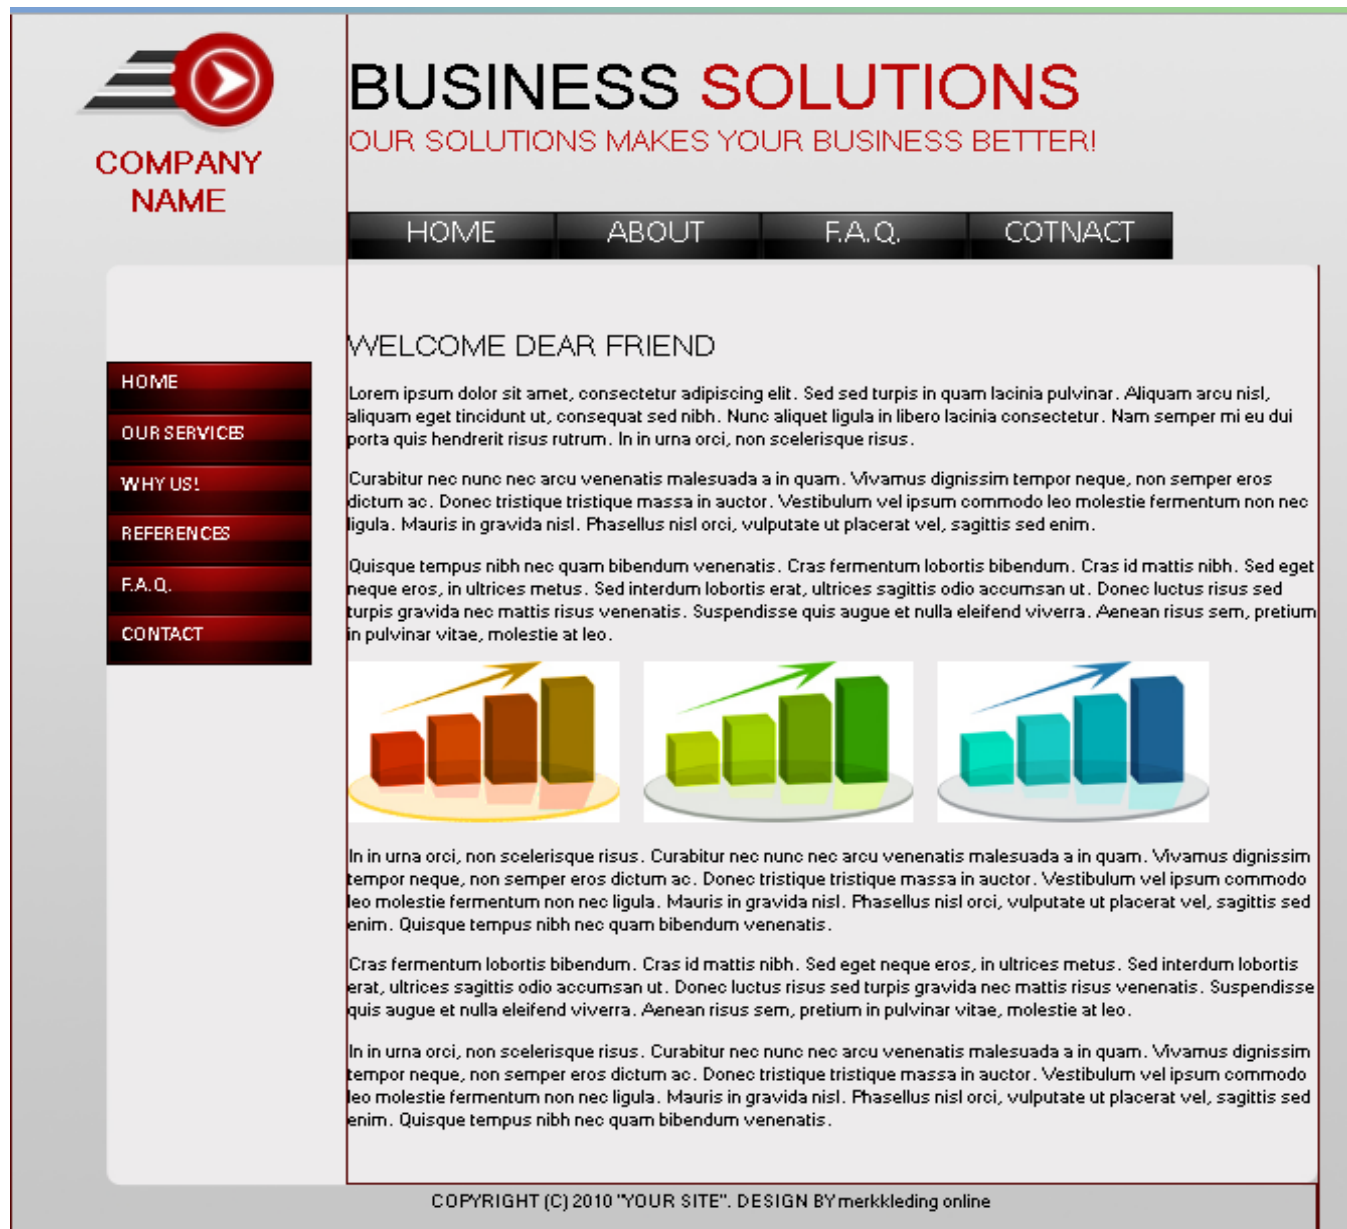 COMPANY
NAME
BUSINESS SOLUTIONS
OUR SOLUTIONS MAKES YOUR BUSINESS BETTER!
HOME ABOUT F.A.Q. COTNACT
HOME
OUR SERVICES
WHY US!
REFERENCES
F.A.Q.
CONTACT
WELCOME DEAR FRIEND
Lorem ipsum dolor sit amet, consectetur adipiscing elit. Sed sed turpis in quam lacinia pulvinar. Aliquam arcu nisl,
aliquam eget tincidunt ut, consequat sed nibh. Nunc aliquet ligula in libero lacinia consectetur. Nam semper mi eu dui
porta quis hendrerit risus rutrum. In in urna orci, non scelerisque risus.
Curabitur nec nunc nec arcu venenatis malesuada a in quam. Vivamus dignissim tempor neque, non semper eros
dictum ac. Donec tristique tristique massa in auctor. Vestibulum vel ipsum commodo leo molestie fermentum non nec
ligula. Mauris in gravida nisl. Phasellus nisl orci, vulputate ut placerat vel, sagittis sed enim.
Quisque tempus nibh nec quam bibendum venenatis. Cras fermentum lobortis bibendum. Cras id mattis nibh. Sed eget
neque eros, in ultrices metus. Sed interdum lobortis erat, ultrices sagittis odio accumsan ut. Donec luctus risus sed
turpis gravida nec mattis risus venenatis. Suspendisse quis augue et nulla eleifend viverra. Aenean risus sem, pretium
in pulvinar vitae, molestie at leo.
In in urna orci, non scelerisque risus. Curabitur nec nunc nec arcu venenatis malesuada a in quam. Vivamus dignissim
tempor neque, non semper eros dictum ac. Donec tristique tristique massa in auctor. Vestibulum vel ipsum commodo
leo molestie fermentum non nec ligula. Mauris in gravida nisl. Phasellus nisl orci, vulputate ut placerat vel, sagittis sed
enim. Quisque tempus nibh nec quam bibendum venenatis.
Cras fermentum lobortis bibendum. Cras id mattis nibh. Sed eget neque eros, in ultrices metus. Sed interdum lobortis
erat, ultrices sagittis odio accumsan ut. Donec luctus risus sed turpis gravida nec mattis risus venenatis. Suspendisse
quis augue et nulla eleifend viverra. Aenean risus sem, pretium in pulvinar vitae, molestie at leo.
In in urna orci, non scelerisque risus. Curabitur nec nunc nec arcu venenatis malesuada a in quam. Vivamus dignissim
tempor neque, non semper eros dictum ac. Donec tristique tristique massa in auctor. Vestibulum vel ipsum commodo
leo molestie fermentum non nec ligula. Mauris in gravida nisl. Phasellus nisl orci, vulputate ut placerat vel, sagittis sed
enim. Quisque tempus nibh nec quam bibendum venenatis.
COPYRIGHT (C) 2010 "YOUR SITE". DESIGN BY merkkleding online